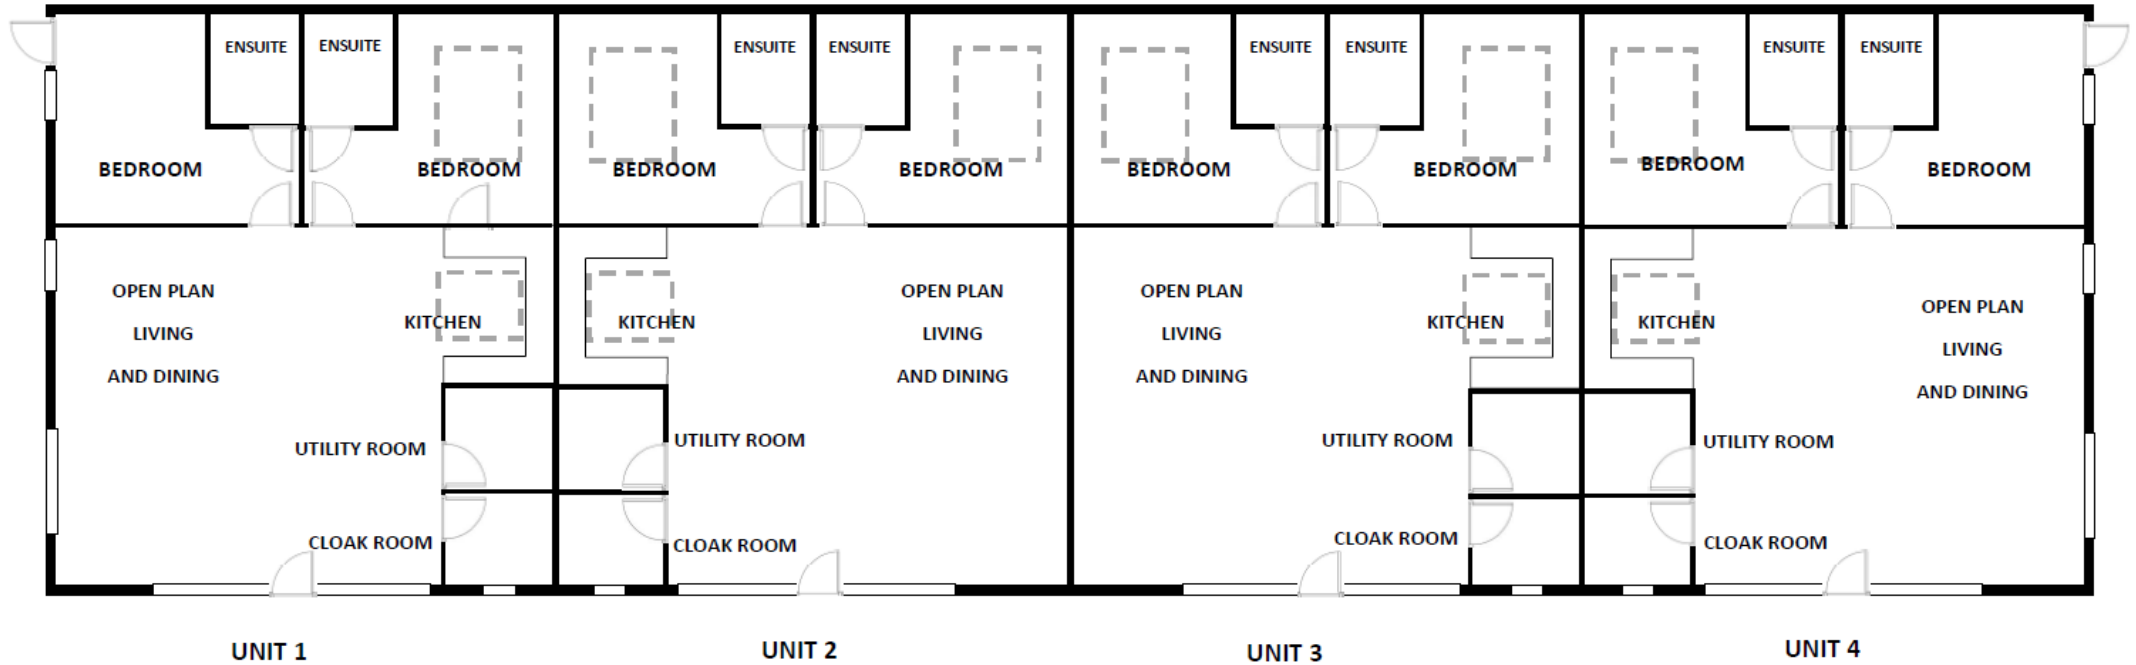 ENSUITE
ENSUITE
ENSUITE
ENSUITE
ENSUITE
ENSUITE
ENSUITE
ENSUITE
BEDROOM
BEDROOM
BEDROOM
BEDROOM
BEDROOM
BEDROOM
BEDROOM
BEDROOM
OPEN PLAN
LIVING
AND DINING
KITCHEN
KITCHEN
OPEN PLAN
LIVING
AND DINING
OPEN PLAN
LIVING
AND DINING
KITCHEN
KITCHEN
OPEN PLAN
LIVING
AND DINING
UTILITY ROOM
UTILITY ROOM
UTILITY ROOM
UTILITY ROOM
CLOAK ROOM
CLOAK ROOM
CLOAK ROOM
CLOAK ROOM
UNIT 1
UNIT 2
UNIT 3
UNIT 4